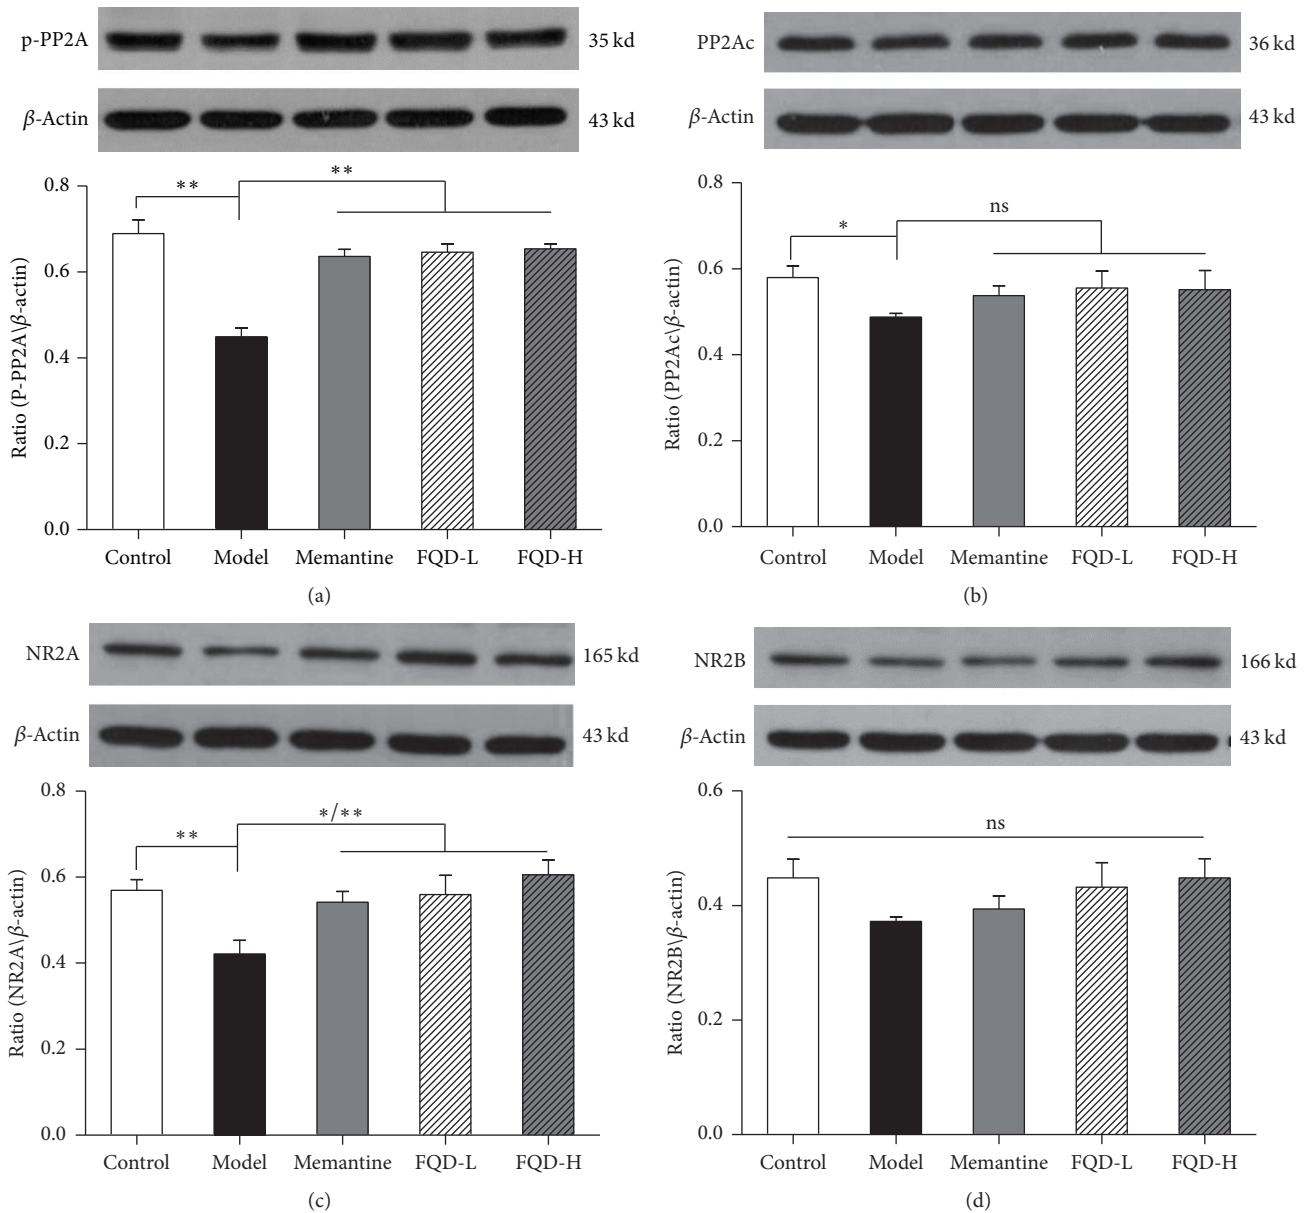 p-PP2A
35 kd
β-Actin
43 kd
**
**
0.8
0.6
0.4
0.2
0.0
Ratio (P-PP2A\β-actin)
Control
Model
Memantine
FQD-L
FQD-H
(a)
PP2Ac
36 kd
β-Actin
43 kd
*
ns
0.8
0.6
0.4
0.2
0.0
Ratio (PP2Ac\β-actin)
Control
Model
Memantine
FQD-L
FQD-H
(b)
NR2A
165 kd
β-Actin
43 kd
**
*/**
0.8
0.6
0.4
0.2
0.0
Ratio (NR2A\β-actin)
Control
Model
Memantine
FQD-L
FQD-H
(c)
NR2B
166 kd
β-Actin
43 kd
ns
0.6
0.4
0.2
0.0
Ratio (NR2B\β-actin)
Control
Model
Memantine
FQD-L
FQD-H
(d)